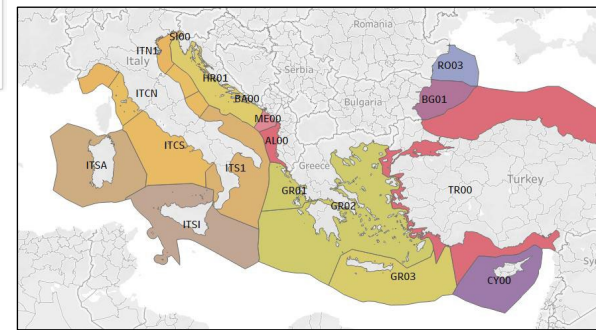 Romania
SI00
ITN1
Italy
RO03
HR01
Serbia
ITCN
BA00
BG01
Bulgaria
ME00
AL00
ITCS
ITSA
ITS1
Greece
TR00
Turkey
GR01
GR02
ITSI
GR03
CY00
Sy